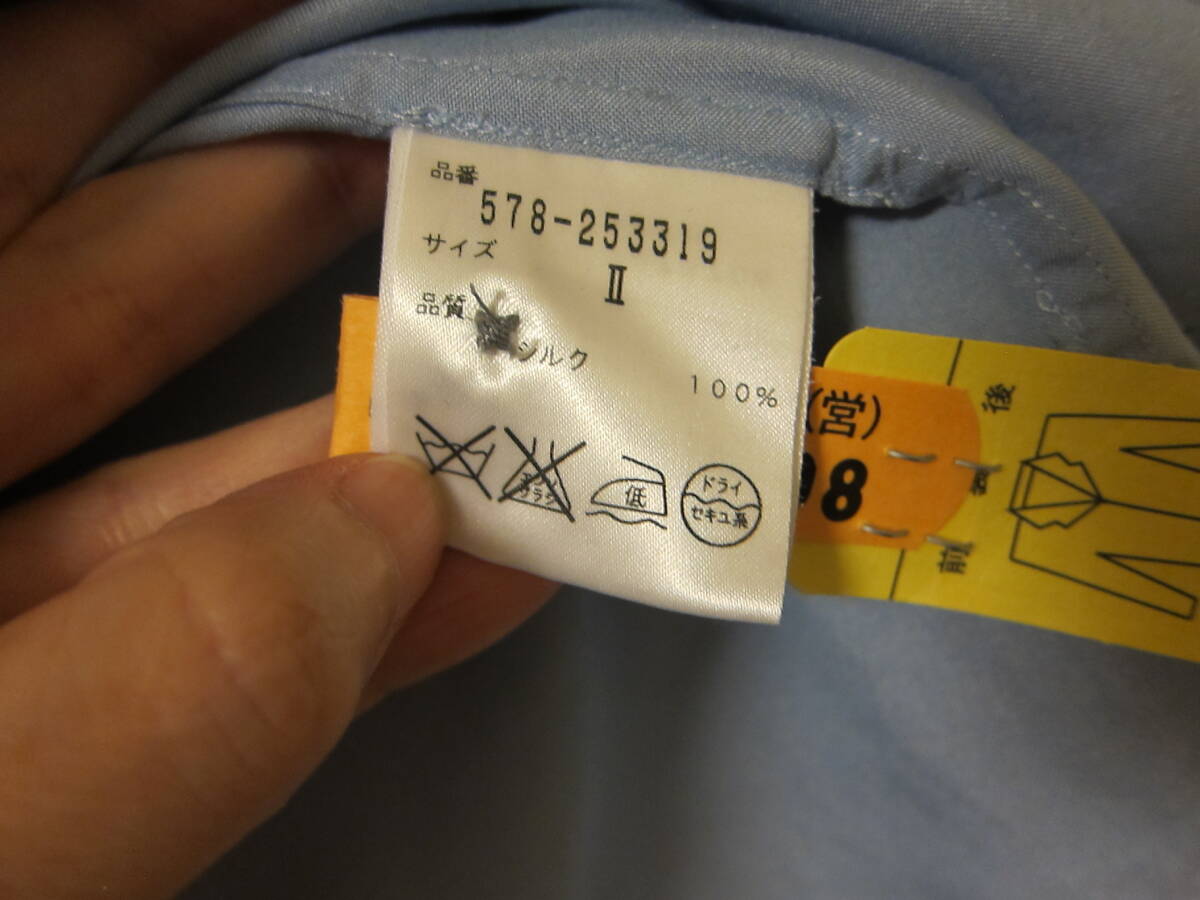 品番
578-253319
サイズ
II
品質
シルク
100%
低
ドライ
セキユ系
(営)
8
後
前